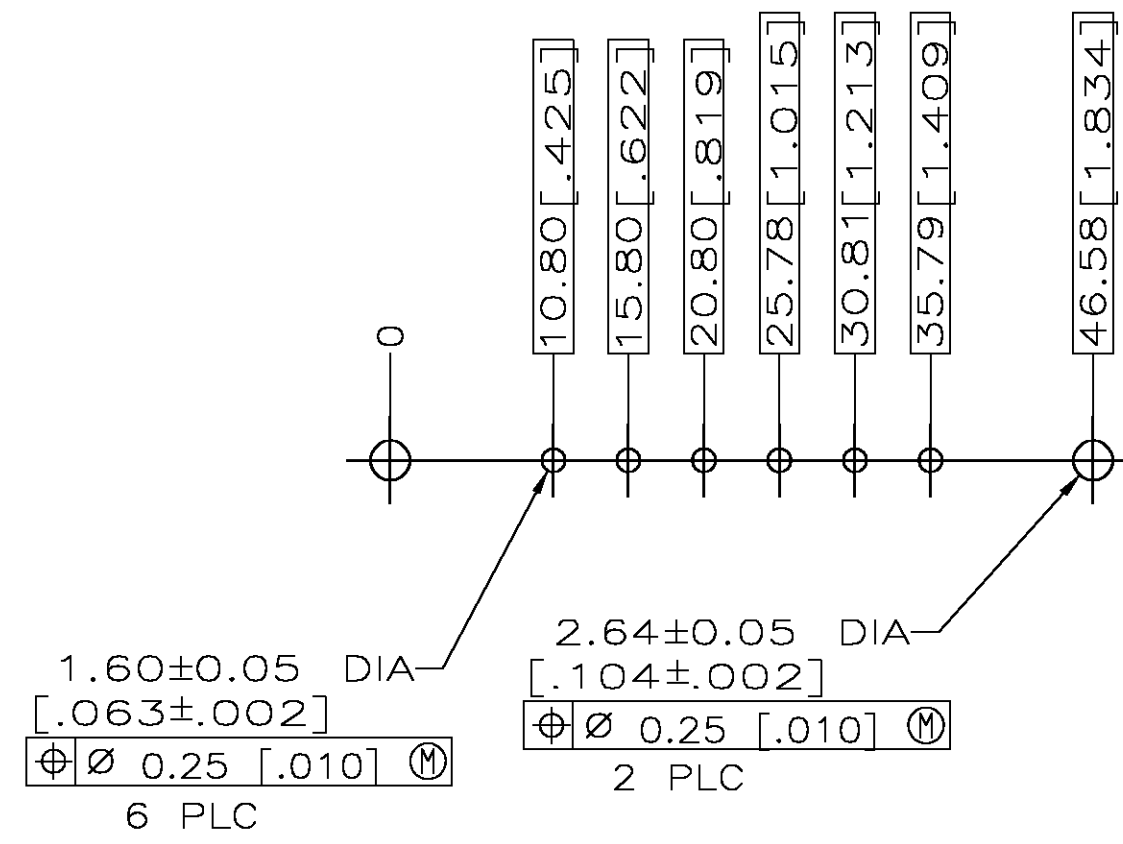 0
10.80[.425]
15.80[.622]
20.80[.819]
25.78[1.015]
30.81[1.213]
35.79[1.409]
46.58[1.834]
1.60±0.05 DIA
[.063±.002]
⌖ ⌀ 0.25 [.010] Ⓜ
6 PLC
2.64±0.05 DIA
[.104±.002]
⌖ ⌀ 0.25 [.010] Ⓜ
2 PLC